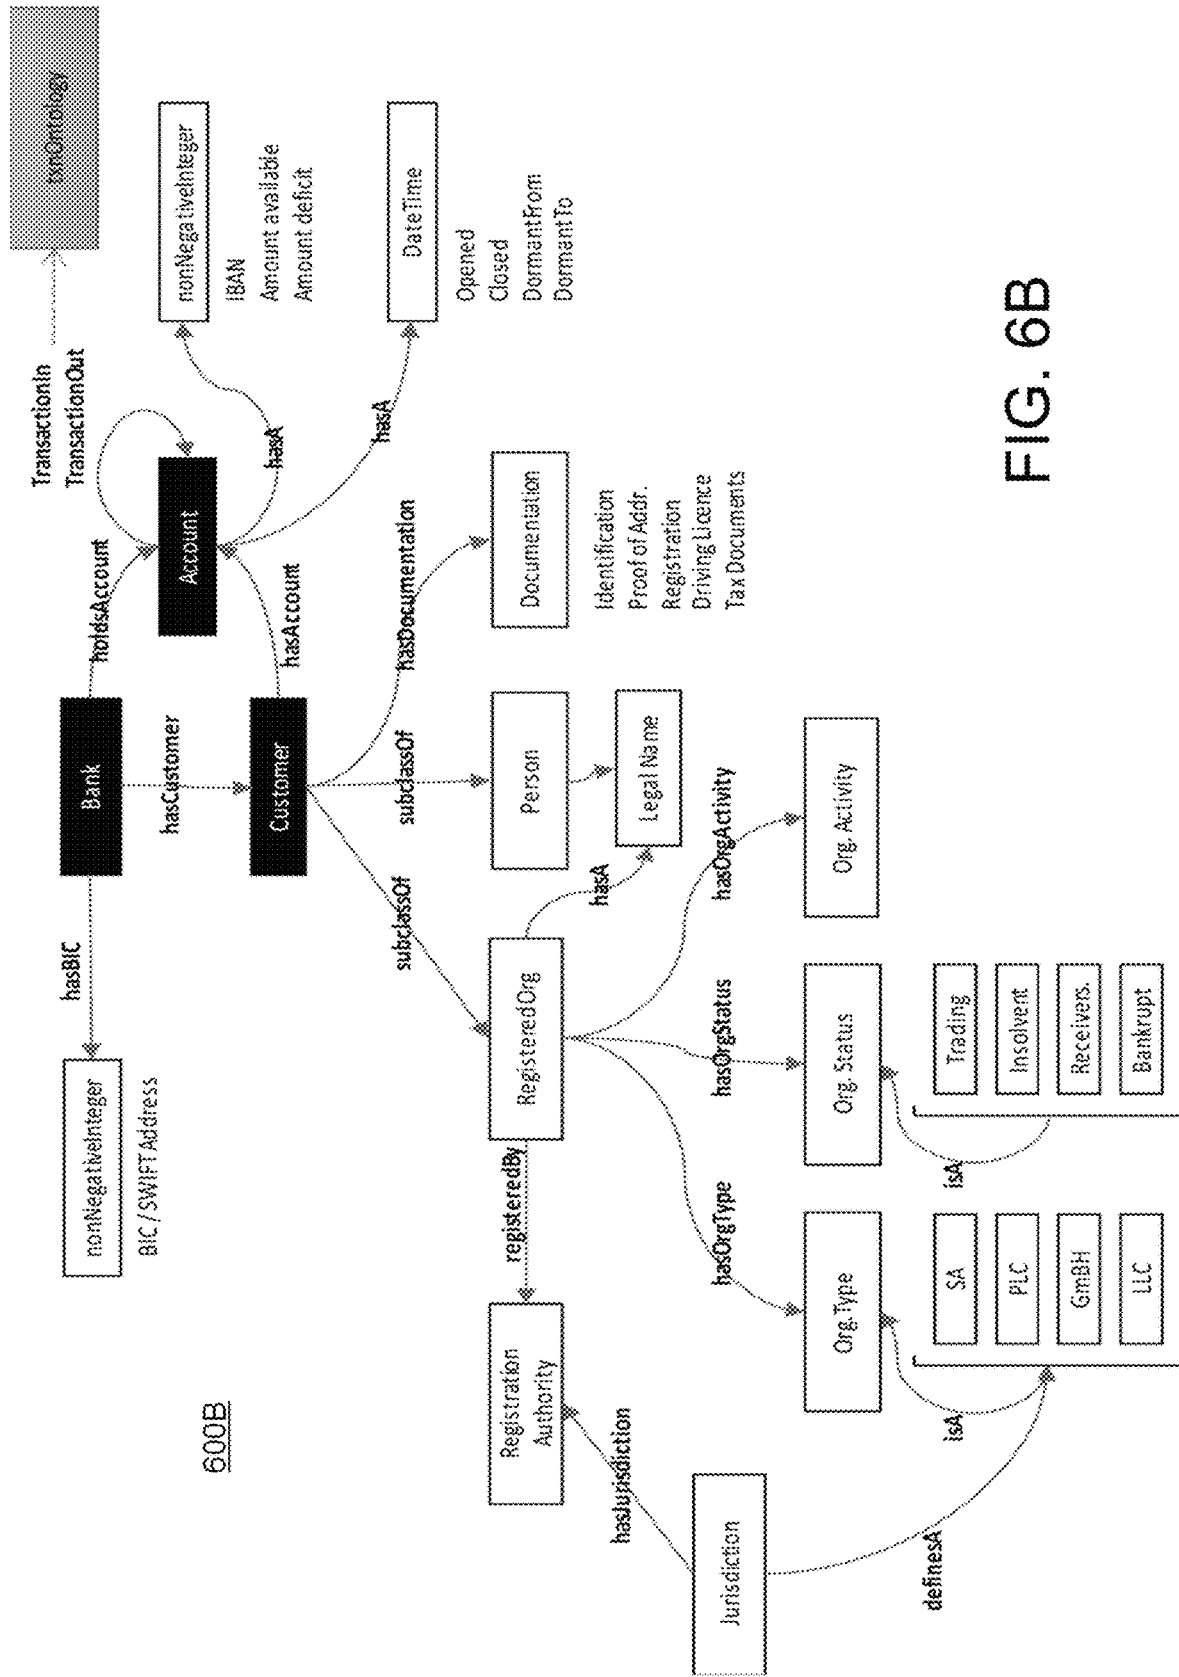 600B
txnOntology
TransactionIn
TransactionOut
hasBIC
Bank
holdsAccount
nonNegativeInteger
BIC / SWIFT Address
hasCustomer
Account
nonNegativeInteger
IBAN
Amount available
Amount deficit
hasA
Customer
hasAccount
hasA
DateTime
Opened
Closed
DormantFrom
DormantTo
subclassOf
subclassOf
hasDocumentation
Registration
Authority
registeredBy
RegisteredOrg
Person
Documentation
Identification
Proof of Addr.
Registration
Driving Licence
Tax Documents
hasA
Legal Name
hasJurisdiction
Jurisdiction
hasOrgType
hasOrgStatus
hasOrgActivity
Org.Type
Org. Status
Org. Activity
definesA
isA
isA
SA
PLC
GmBH
LLC
Trading
Insolvent
Receivers.
Bankrupt
FIG. 6B